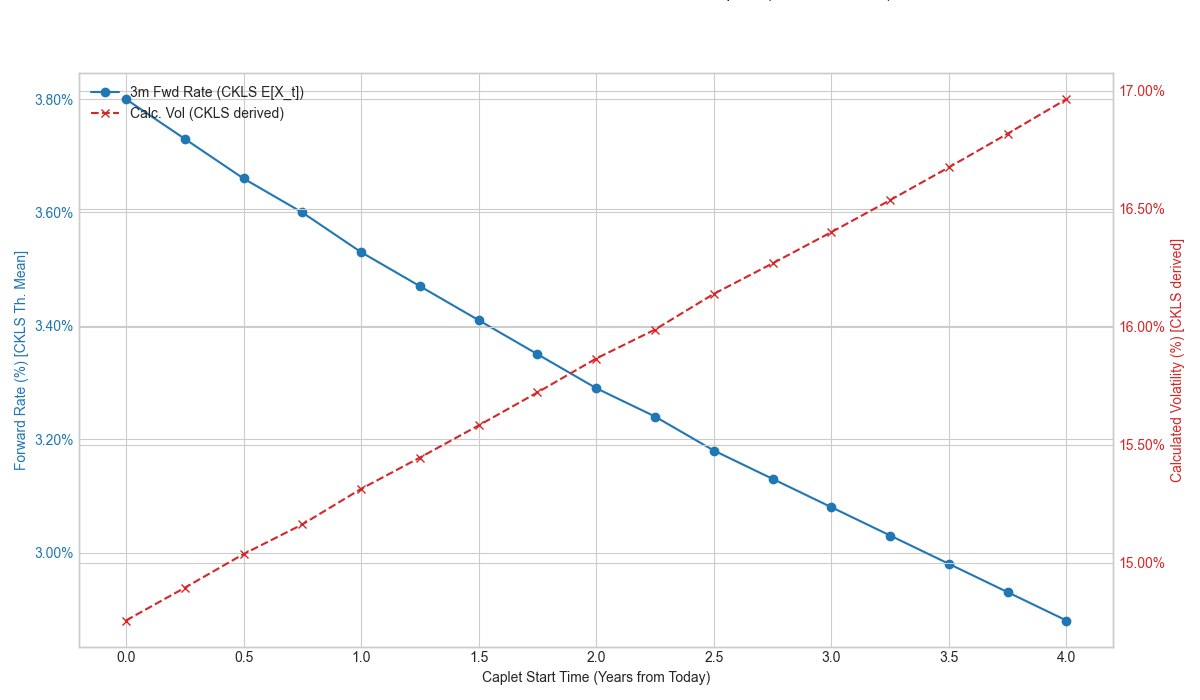 3m Fwd Rate (CKLS E[X_t])
Calc. Vol (CKLS derived)
3.80%
3.60%
3.40%
3.20%
3.00%
Forward Rate (%) [CKLS Th. Mean]
17.00%
16.50%
16.00%
15.50%
15.00%
Calculated Volatility (%) [CKLS derived]
0.0 0.5 1.0 1.5 2.0 2.5 3.0 3.5 4.0
Caplet Start Time (Years from Today)